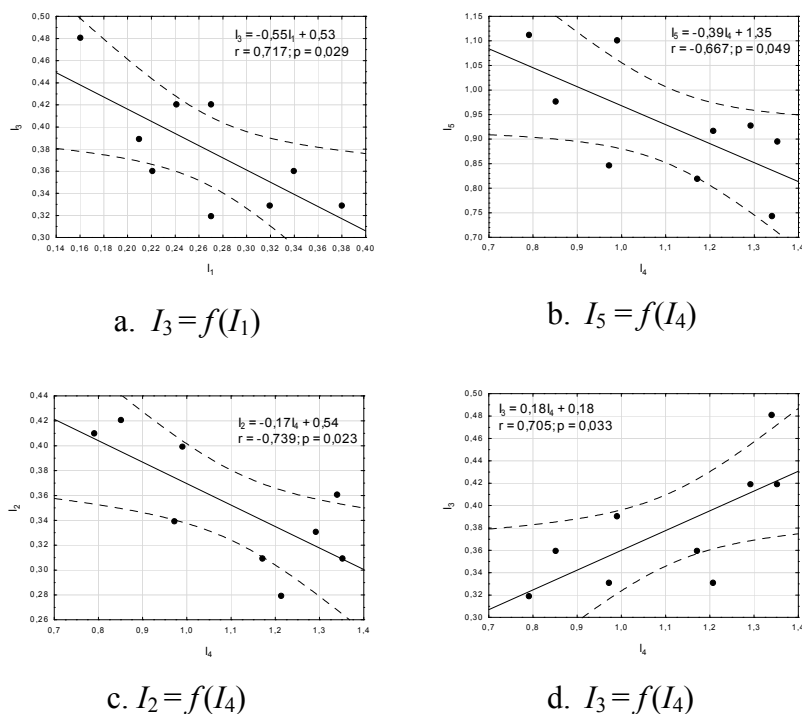 I3 = -0,55I1 + 0,53
r = 0,717; p = 0,029
0,50
0,48
0,46
0,44
0,42
0,40
0,38
0,36
0,34
0,32
0,30
I3
0,14 0,16 0,18 0,20 0,22 0,24 0,26 0,28 0,30 0,32 0,34 0,36 0,38 0,40
I1
a. I3 = f(I1)
I5 = -0,39I4 + 1,35
r = -0,667; p = 0,049
1,15
1,10
1,05
1,00
0,95
0,90
0,85
0,80
0,75
0,70
I5
0,7 0,8 0,9 1,0 1,1 1,2 1,3 1,4
I4
b. I5 = f(I4)
I2 = -0,17I4 + 0,54
r = -0,739; p = 0,023
0,44
0,42
0,40
0,38
0,36
0,34
0,32
0,30
0,28
0,26
I2
0,7 0,8 0,9 1,0 1,1 1,2 1,3 1,4
I4
c. I2 = f(I4)
I3 = 0,18I4 + 0,18
r = 0,705; p = 0,033
0,50
0,48
0,46
0,44
0,42
0,40
0,38
0,36
0,34
0,32
0,30
I3
0,7 0,8 0,9 1,0 1,1 1,2 1,3 1,4
I4
d. I3 = f(I4)